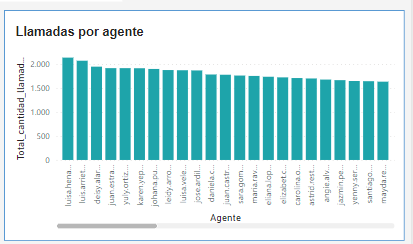 Llamadas por agente
Total_cantidad_llamad...
2.000
1.500
1.000
500
0
luisa.hena...
luis.arriet...
deisy.alar...
juan.estra...
yuly.ortiz...
karen.yep...
johana.pu...
leidy.arro...
luisa.vele...
jose.ardil...
daniela.c...
juan.castr...
sara.gom...
maria.rav...
eliana.lop...
elizabet.c...
carolina.o...
astrid.rest...
angie.alv...
jazmin.pe...
yenny.ser...
santiago....
mayda.re...
Agente